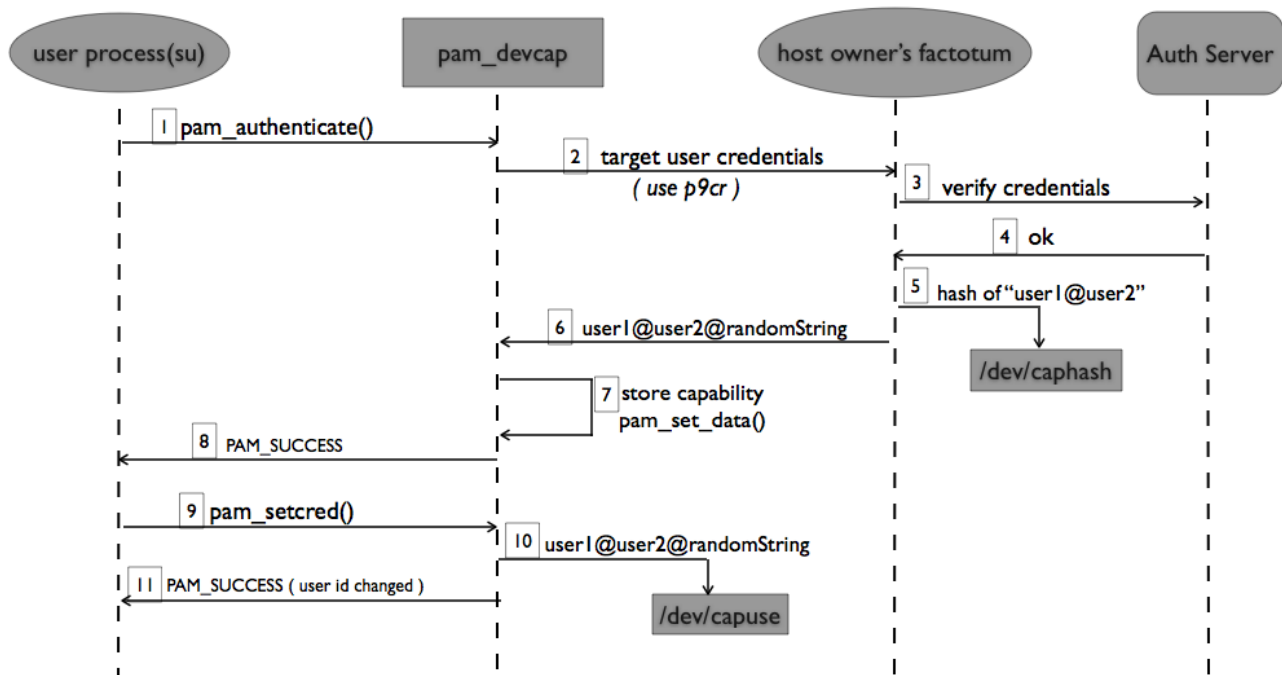 user process(su)
pam_devcap
host owner's factotum
Auth Server
1 pam_authenticate()
2 target user credentials
( use p9cr )
3 verify credentials
4 ok
5 hash of "user1@user2"
6 user1@user2@randomString
/dev/caphash
7 store capability
pam_set_data()
8 PAM_SUCCESS
9 pam_setcred()
10 user1@user2@randomString
11 PAM_SUCCESS ( user id changed )
/dev/capuse